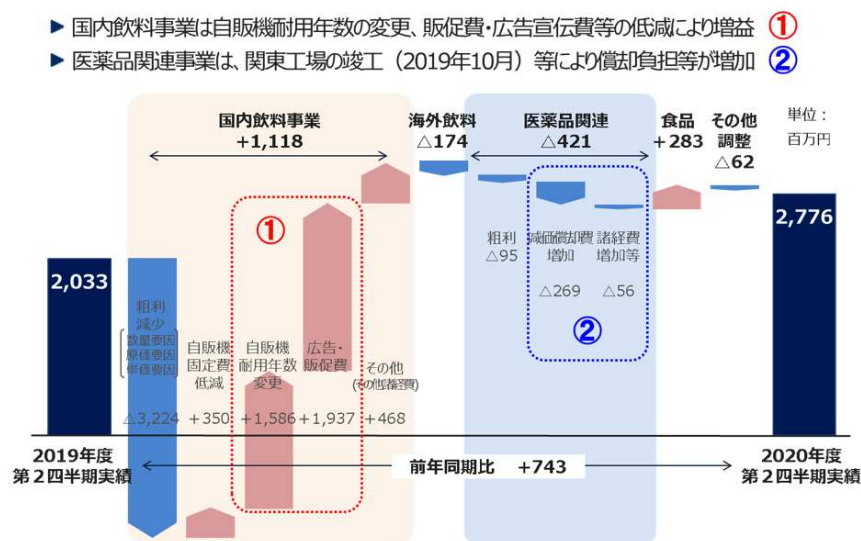 ▶ 国内飲料事業は自販機耐用年数の変更、販促費・広告宣伝費等の低減により増益 ①
▶ 医薬品関連事業は、関東工場の竣工（2019年10月）等により償却負担等が増加 ②
国内飲料事業
+1,118
海外飲料
△174
医薬品関連
△421
食品
+283
その他
調整
△62
単位：
百万円
2,033
粗利
減少
数量要因
原価要因
単価要因
△3,224
自販機
固定費
低減
+350
①
自販機
耐用年数
変更
+1,586
広告・
販促費
+1,937
その他
(その他諸経費)
+468
粗利
△95
減価償却費
増加
△269
諸経費
増加等
△56
②
2,776
2019年度
第２四半期実績
前年同期比 +743
2020年度
第２四半期実績